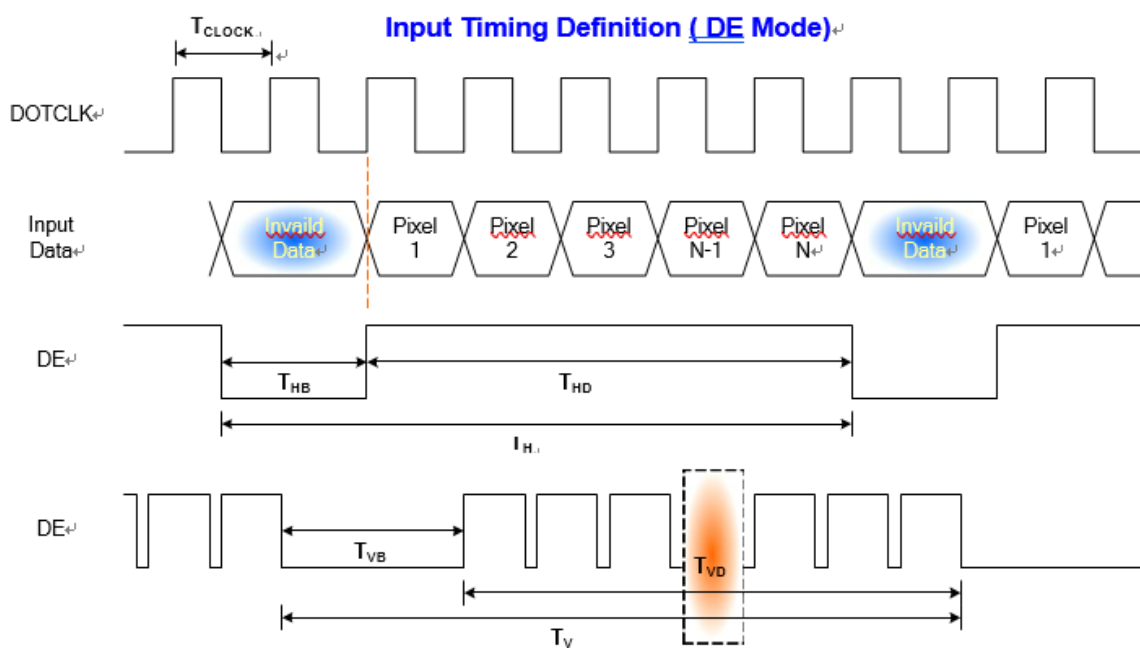 Input Timing Definition ( DE Mode)
TCLOCK
DOTCLK
Input
Data
Invaild
Data
Pixel
1
Pixel
2
Pixel
3
Pixel
N-1
Pixel
N
Invaild
Data
Pixel
1
DE
THB
THD
TH
DE
TVB
TVD
TV